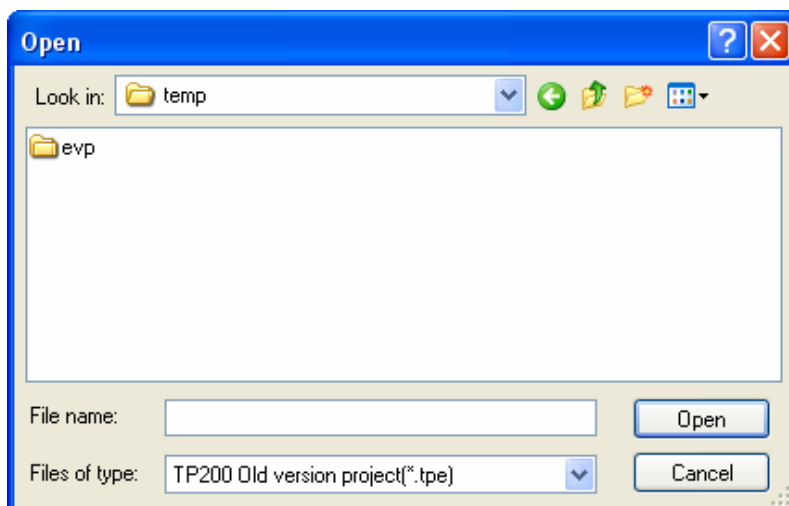 Open
Look in: temp
evp
File name: Open
Files of type: TP200 Old version project(*.tpe) Cancel